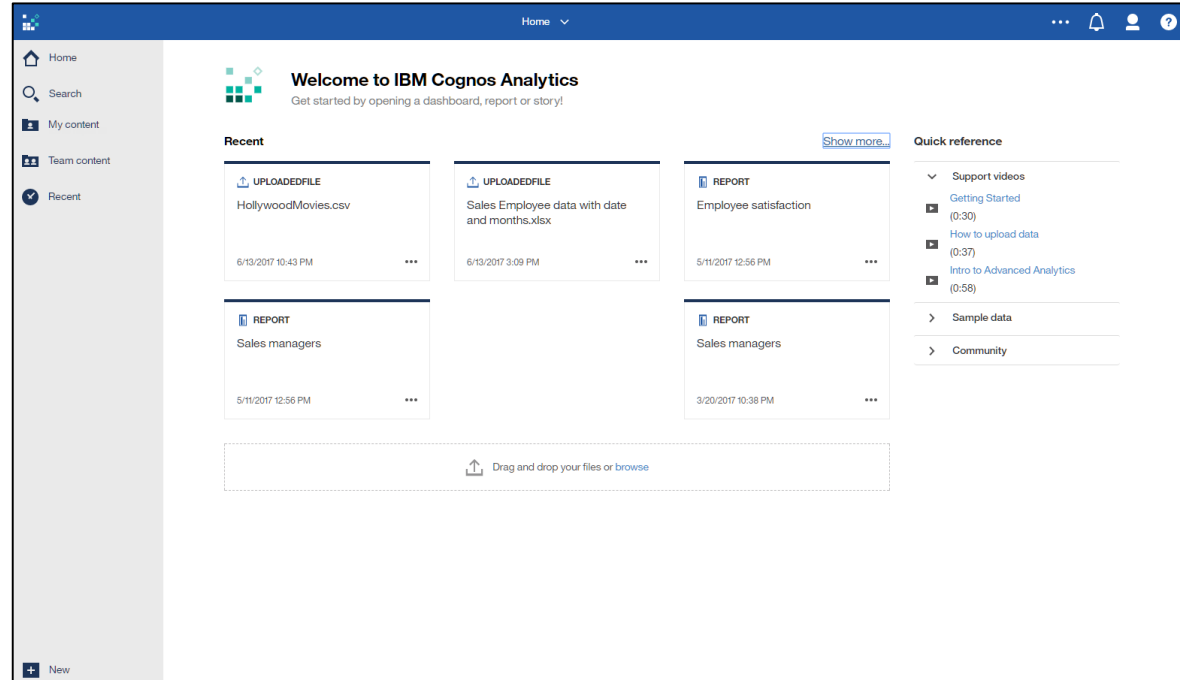 Home
Home
Search
My content
Team content
Recent
New
Welcome to IBM Cognos Analytics
Get started by opening a dashboard, report or story!
Recent
Show more...
UPLOADEDFILE
HollywoodMovies.csv
6/13/2017 10:43 PM
UPLOADEDFILE
Sales Employee data with date
and months.xlsx
6/13/2017 3:09 PM
REPORT
Employee satisfaction
5/11/2017 12:56 PM
REPORT
Sales managers
5/11/2017 12:56 PM
REPORT
Sales managers
3/20/2017 10:38 PM
Drag and drop your files or browse
Quick reference
Support videos
Getting Started
(0:30)
How to upload data
(0:37)
Intro to Advanced Analytics
(0:58)
Sample data
Community